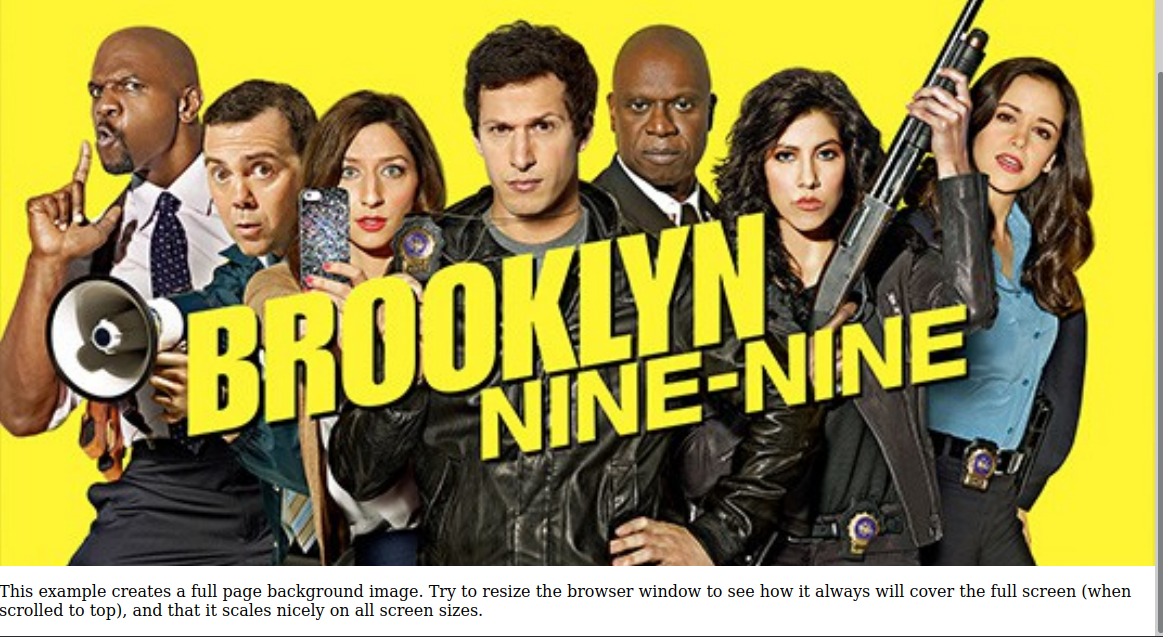 BROOKLYN
NINE-NINE
This example creates a full page background image. Try to resize the browser window to see how it always will cover the full screen (when
scrolled to top), and that it scales nicely on all screen sizes.